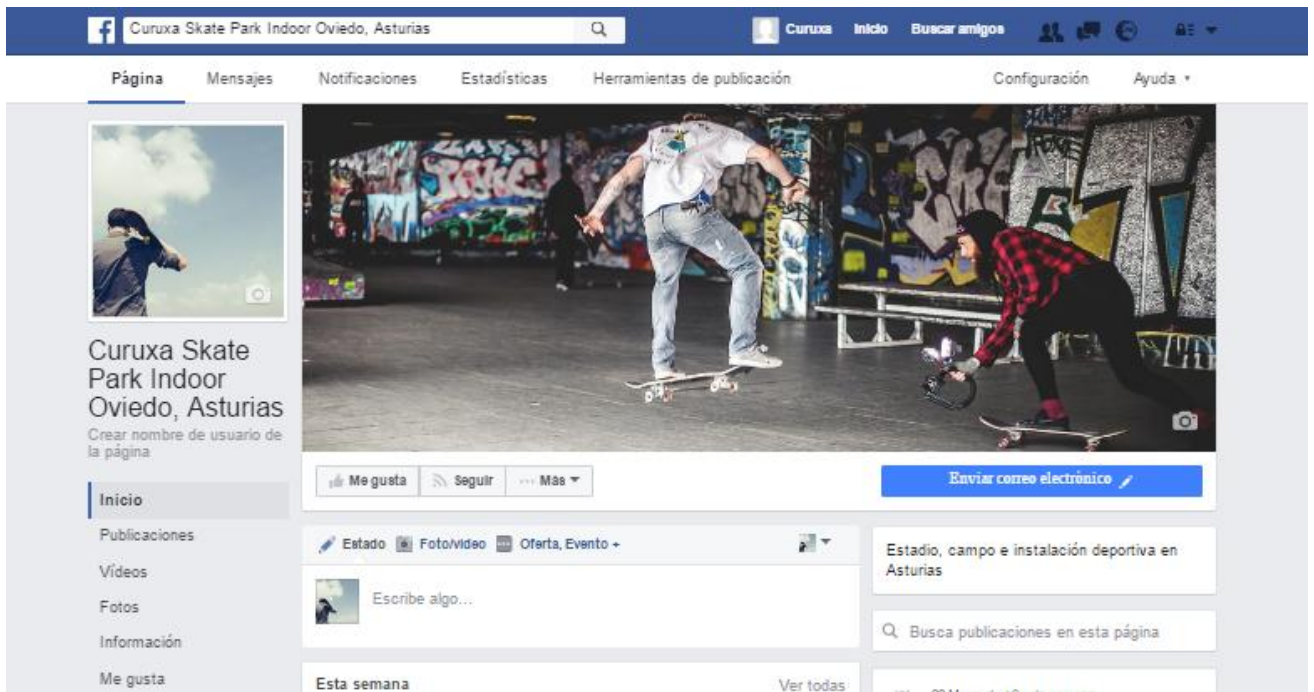 Curuxa Skate Park Indoor Oviedo, Asturias
Curuxa Inicio Buscar amigos
Página Mensajes Notificaciones Estadísticas Herramientas de publicación Configuración Ayuda
Curuxa Skate
Park Indoor
Oviedo, Asturias
Crear nombre de usuario de
la página
Me gusta Seguir Más
Enviar correo electrónico
Inicio
Publicaciones
Vídeos
Fotos
Información
Me gusta
Estado Foto/vídeo Oferta, Evento +
Escribe algo...
Esta semana Ver todas
Estadio, campo e instalación deportiva en
Asturias
Busca publicaciones en esta página